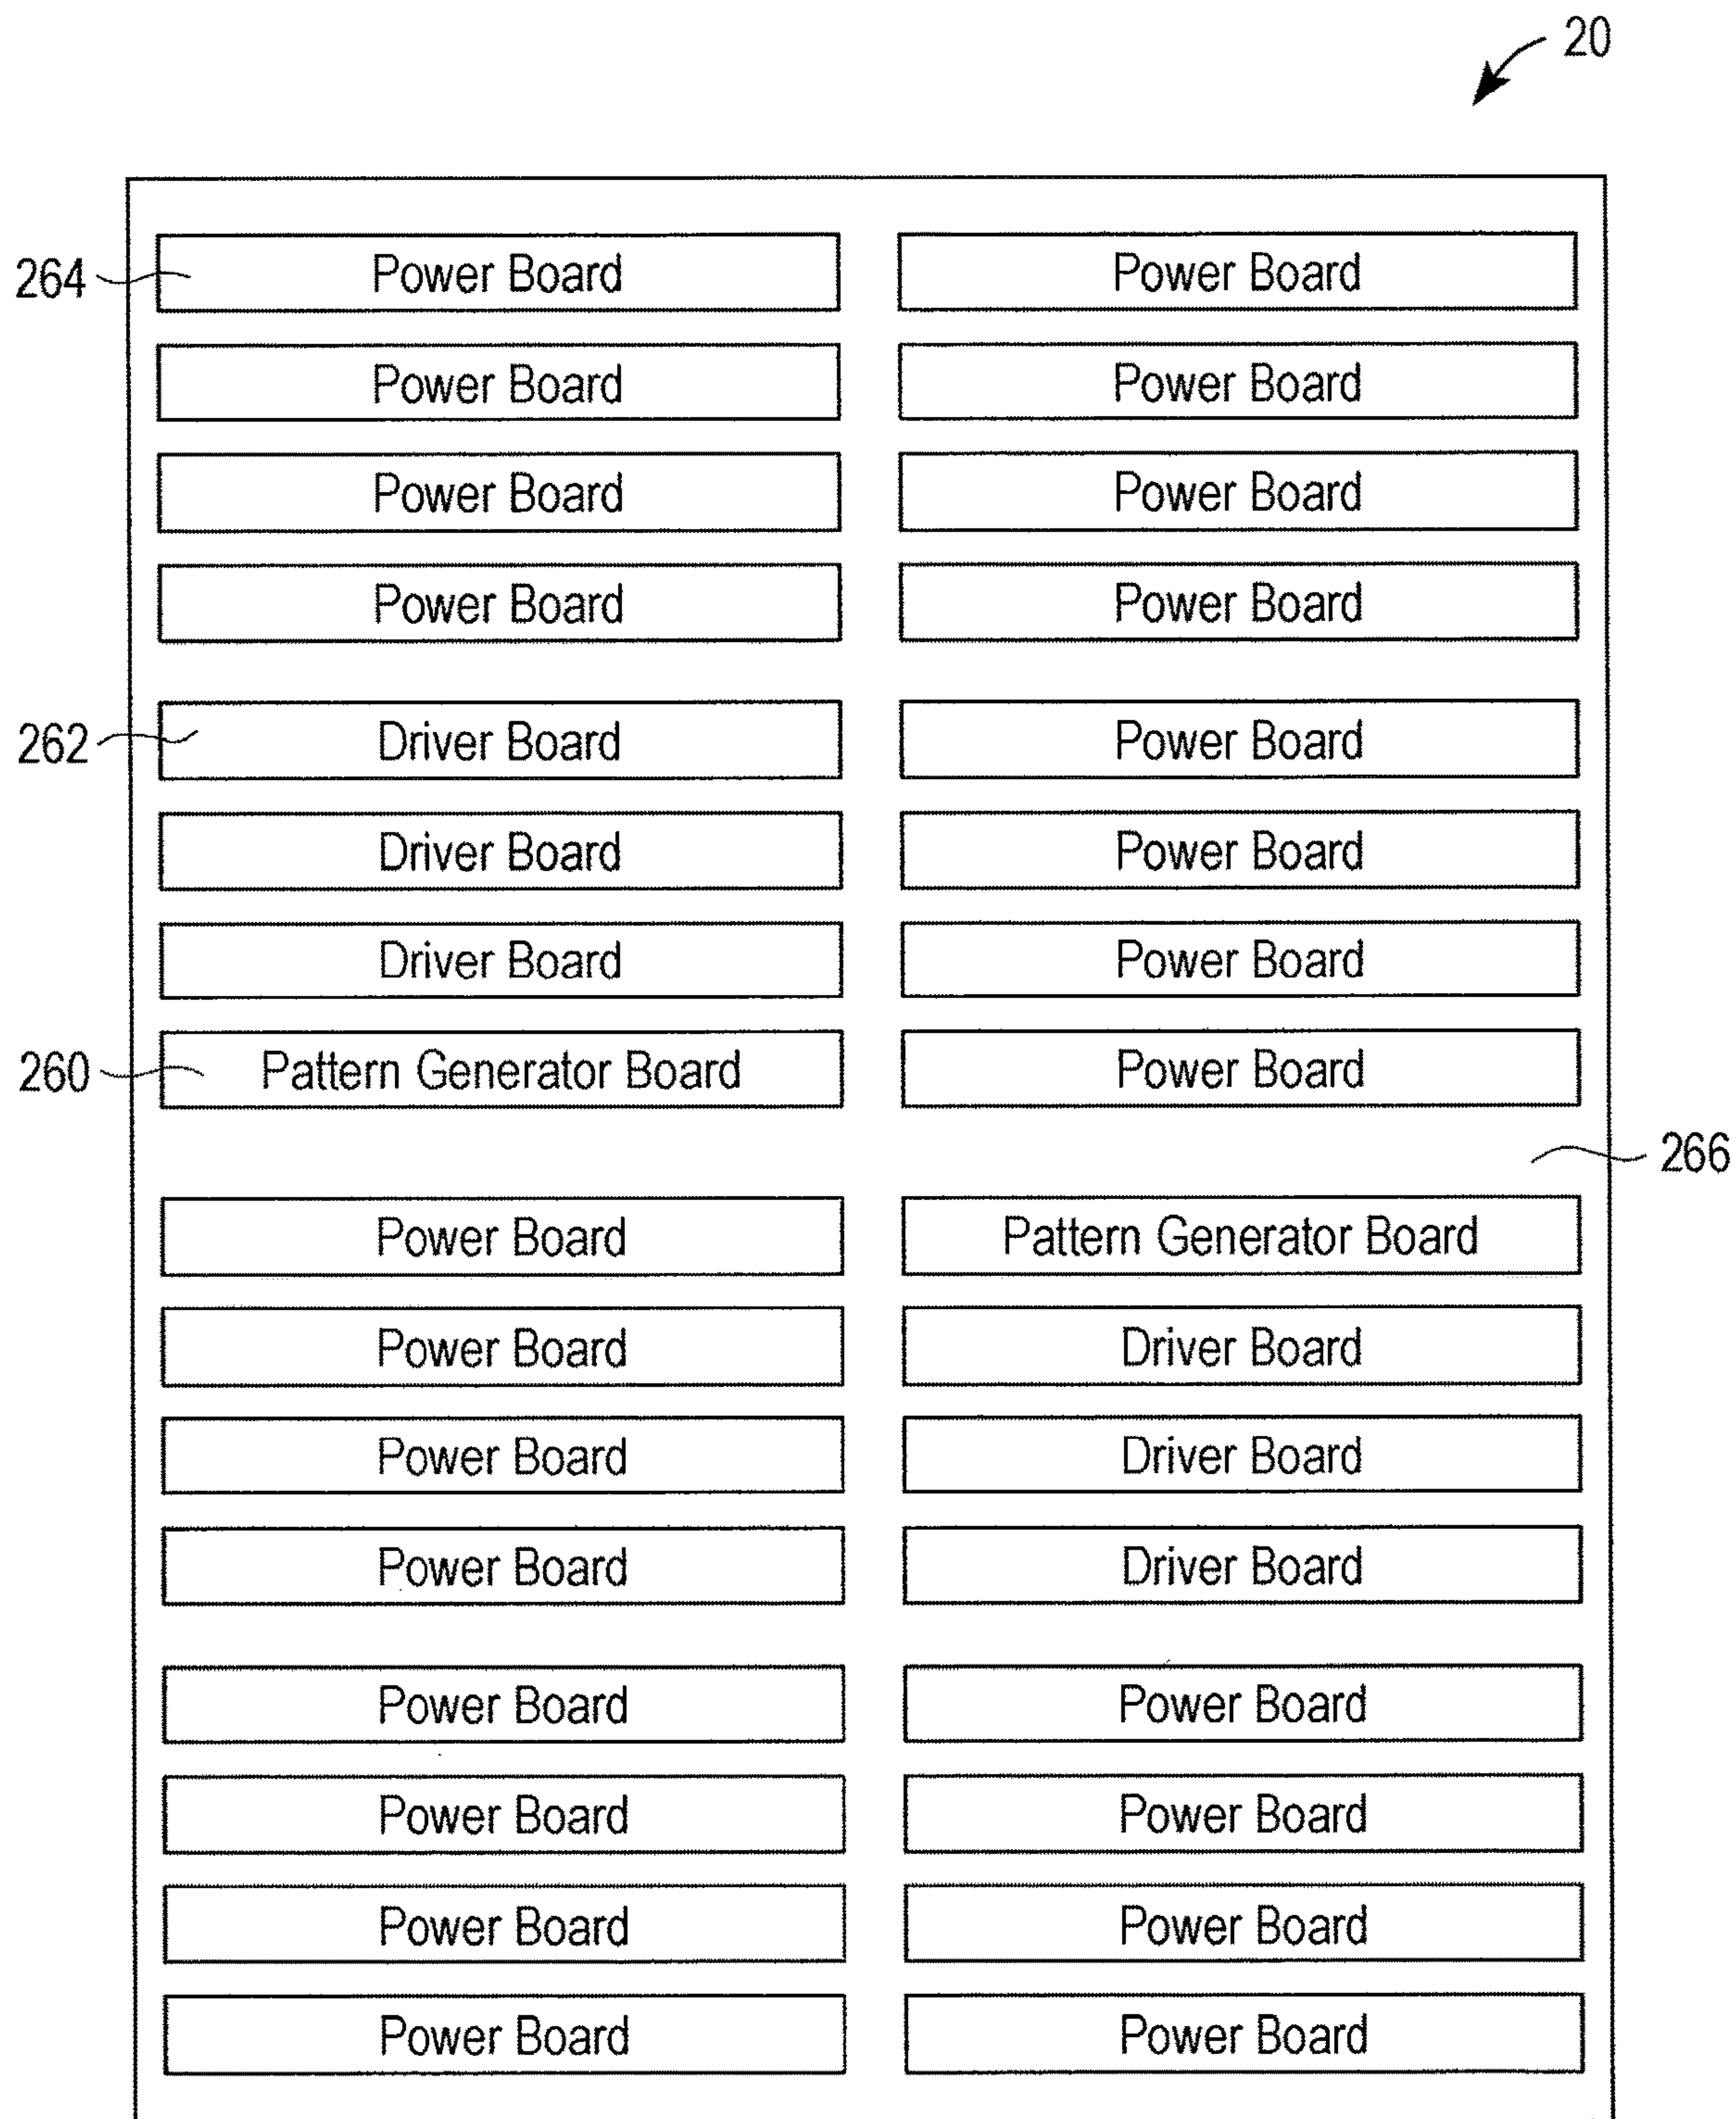 20
264 Power Board Power Board
Power Board Power Board
Power Board Power Board
Power Board Power Board
262 Driver Board Power Board
Driver Board Power Board
Driver Board Power Board
260 Pattern Generator Board Power Board
266
Power Board Pattern Generator Board
Power Board Driver Board
Power Board Driver Board
Power Board Driver Board
Power Board Power Board
Power Board Power Board
Power Board Power Board
Power Board Power Board